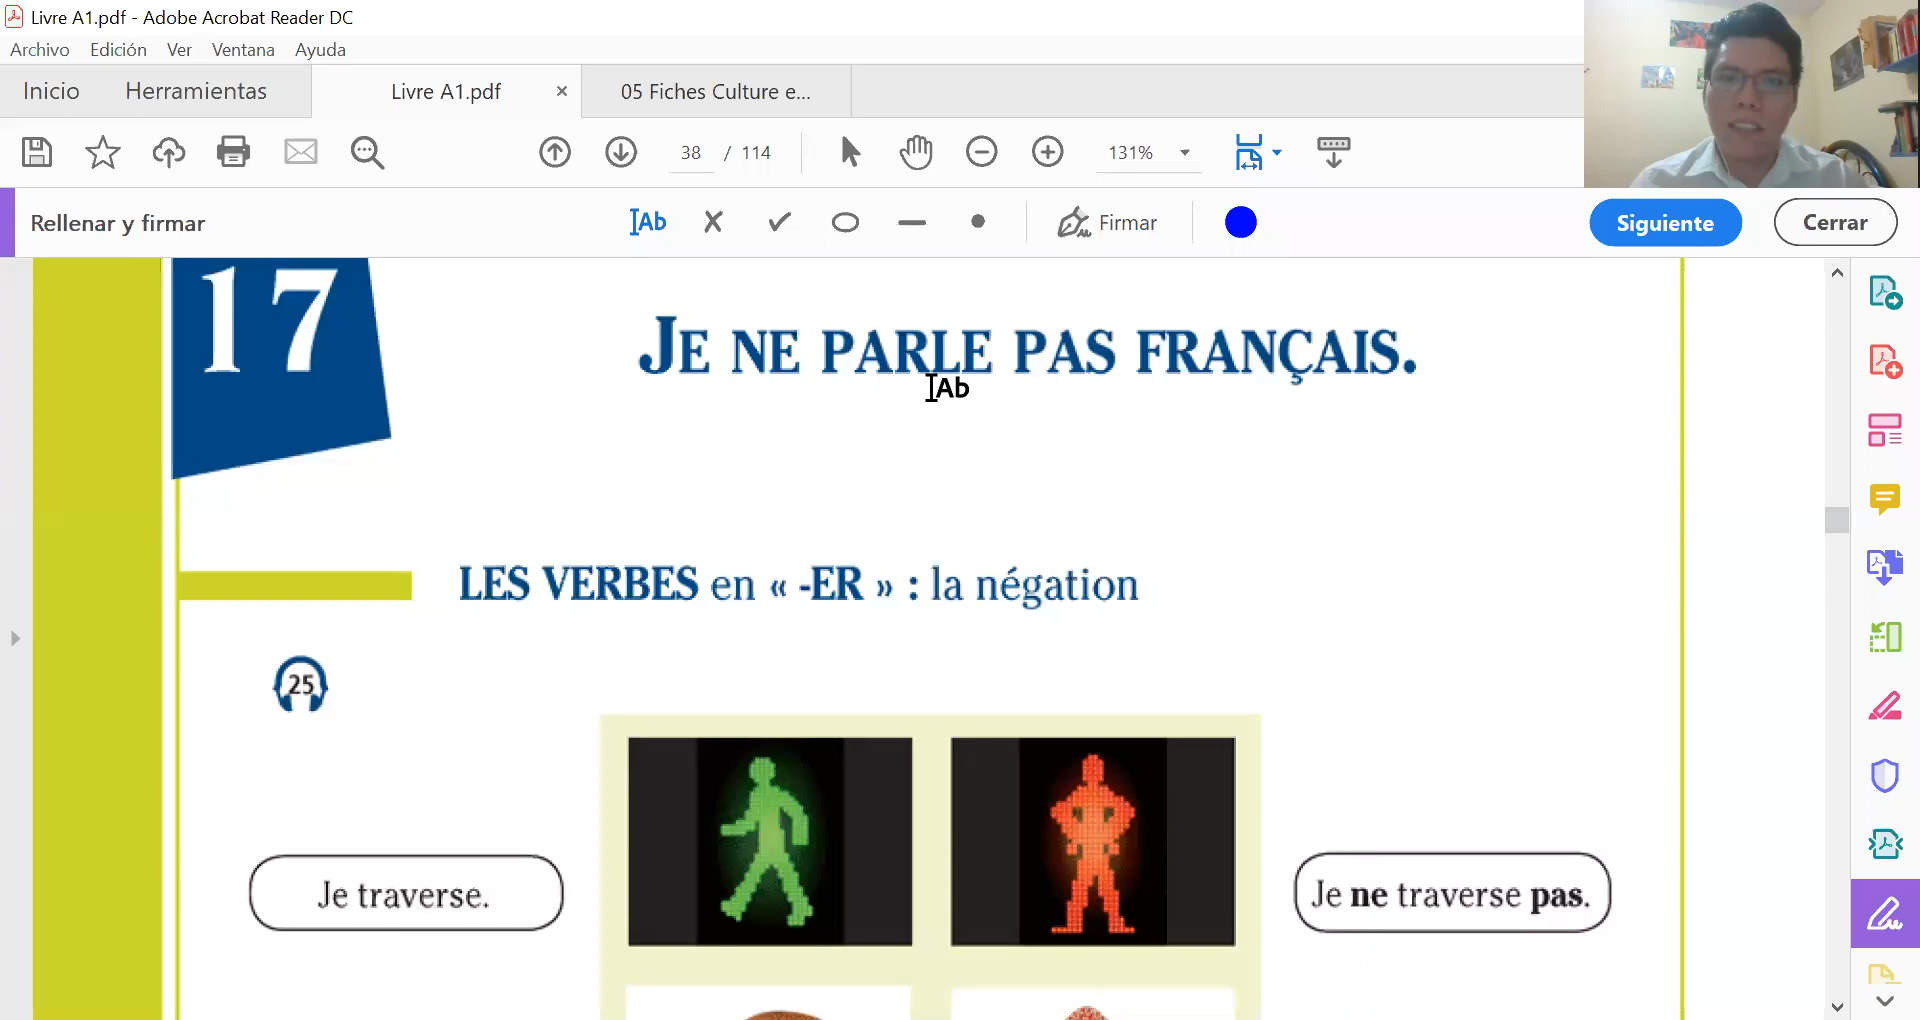 Livre A1.pdf - Adobe Acrobat Reader DC
Archivo Edición Ver Ventana Ayuda
Inicio Herramientas Livre A1.pdf × 05 Fiches Culture e...
38 / 114 131%
Rellenar y firmar Ab Firmar Siguiente Cerrar
17
JE NE PARLE PAS FRANÇAIS.
Ab
LES VERBES en « -ER » : la négation
25
Je traverse.
Je ne traverse pas.